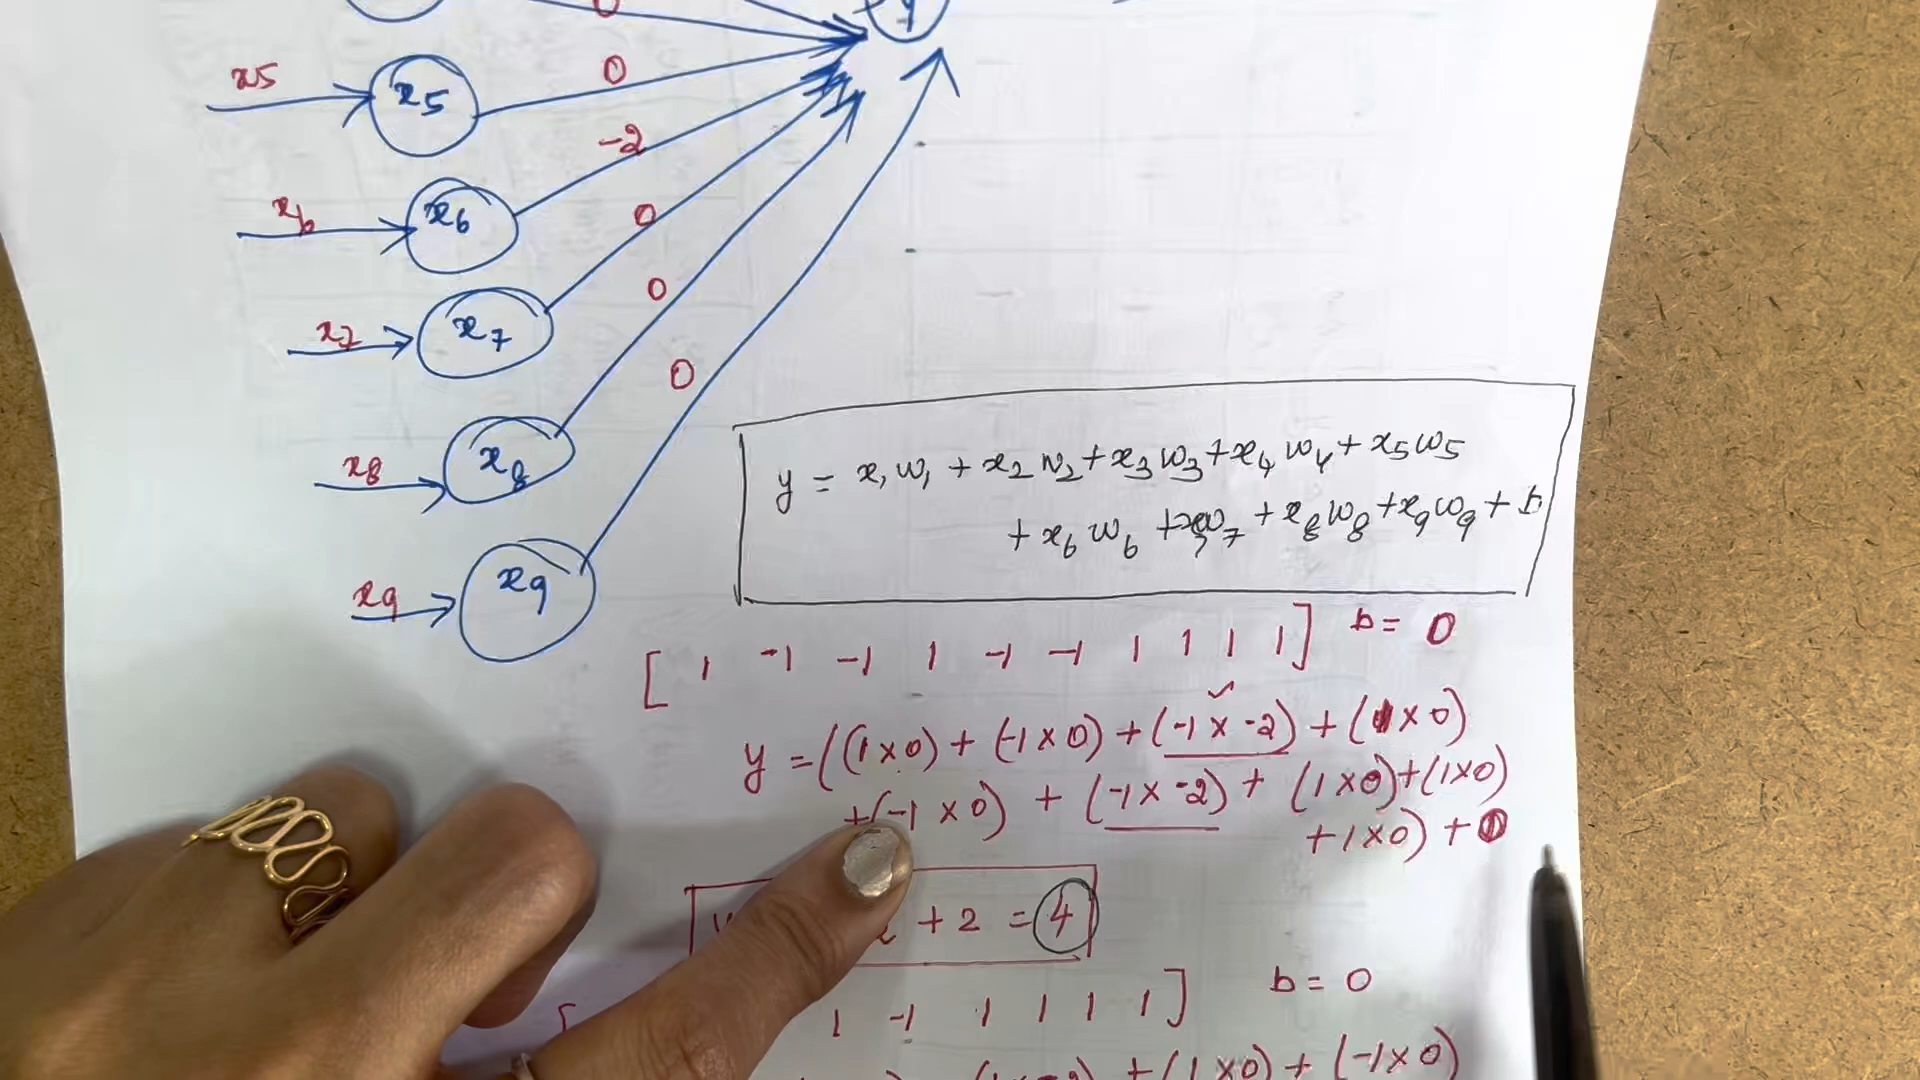 0
y
x5 x5 0
-2
x6 x6
0
x7 x7
0
x8 x8
0
x9 x9
y = x1w1 + x2w2 + x3w3 + x4w4 + x5w5
+ x6w6 + x7w7 + x8w8 + x9w9 + b
[ 1 -1 -1 1 -1 -1 1 1 1 1 ] b = 0
y = ((1×0) + (-1×0) + (-1×-2) + (1×0)
+(-1×0) + (-1×-2) + (1×0)+(1×0)
+1×0) + 0
+ 2 = 4
1 -1 1 1 1 1 ] b = 0
+ (1×0) + (-1×0)